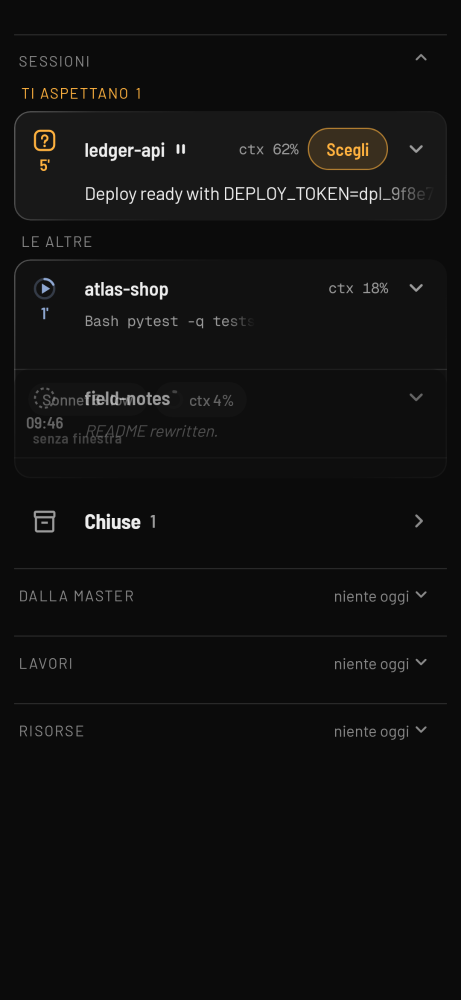 SESSIONI
TI ASPETTANO 1
ledger-api ctx 62% Scegli
5'
Deploy ready with DEPLOY_TOKEN=dpl_9f8e7
LE ALTRE
atlas-shop ctx 18%
1'
Bash pytest -q tests
field-notes ctx 4%
09:46
README rewritten.
senza finestra
Chiuse 1
DALLA MASTER niente oggi
LAVORI niente oggi
RISORSE niente oggi